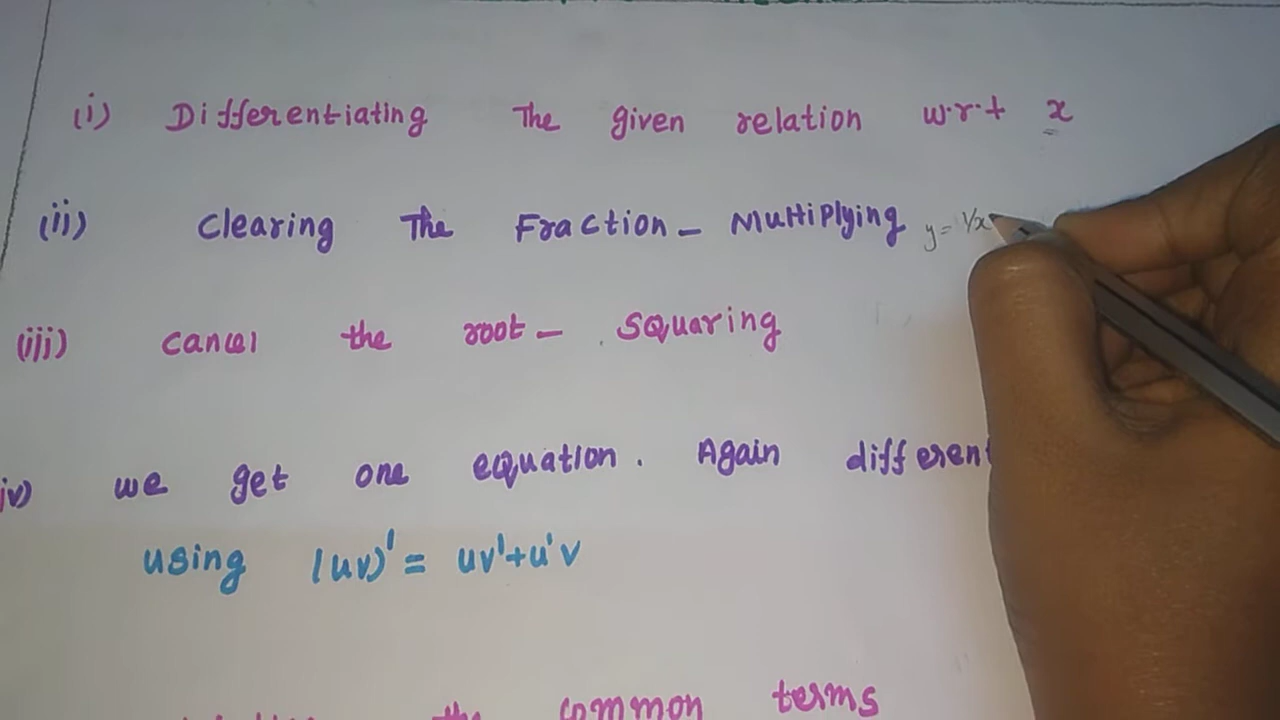 (i) Differentiating The given relation w.r.t x
(ii) Clearing The Fraction - Multiplying y = 1/x
(iii) cancel the root - squaring
iv) we get one equation. Again different
using (uv)' = uv'+u'v
the common terms